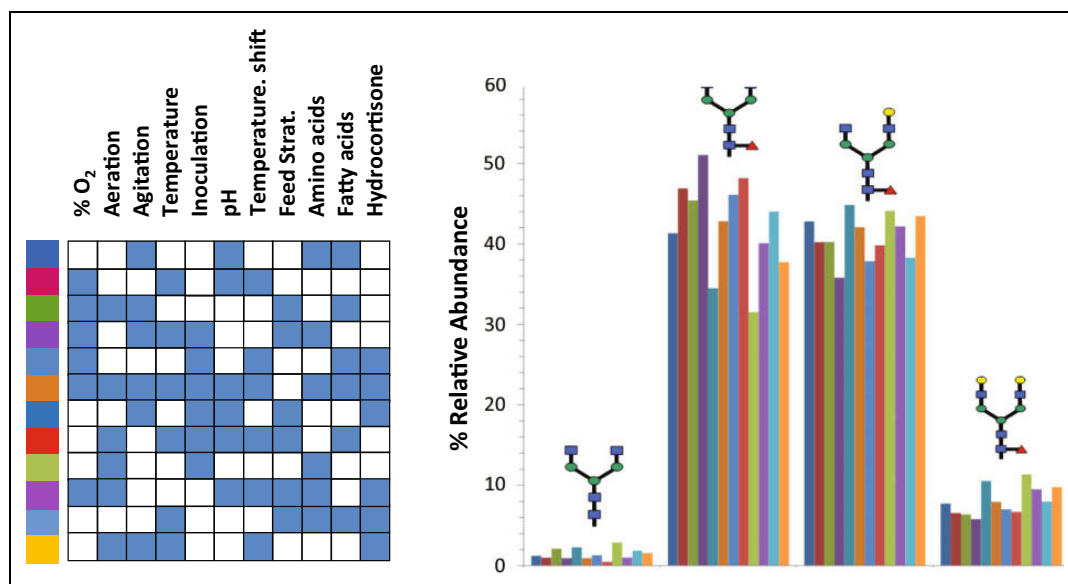 % O2
Aeration
Agitation
Temperature
Inoculation
pH
Temperature. shift
Feed Strat.
Amino acids
Fatty acids
Hydrocortisone
% Relative Abundance
60
50
40
30
20
10
0